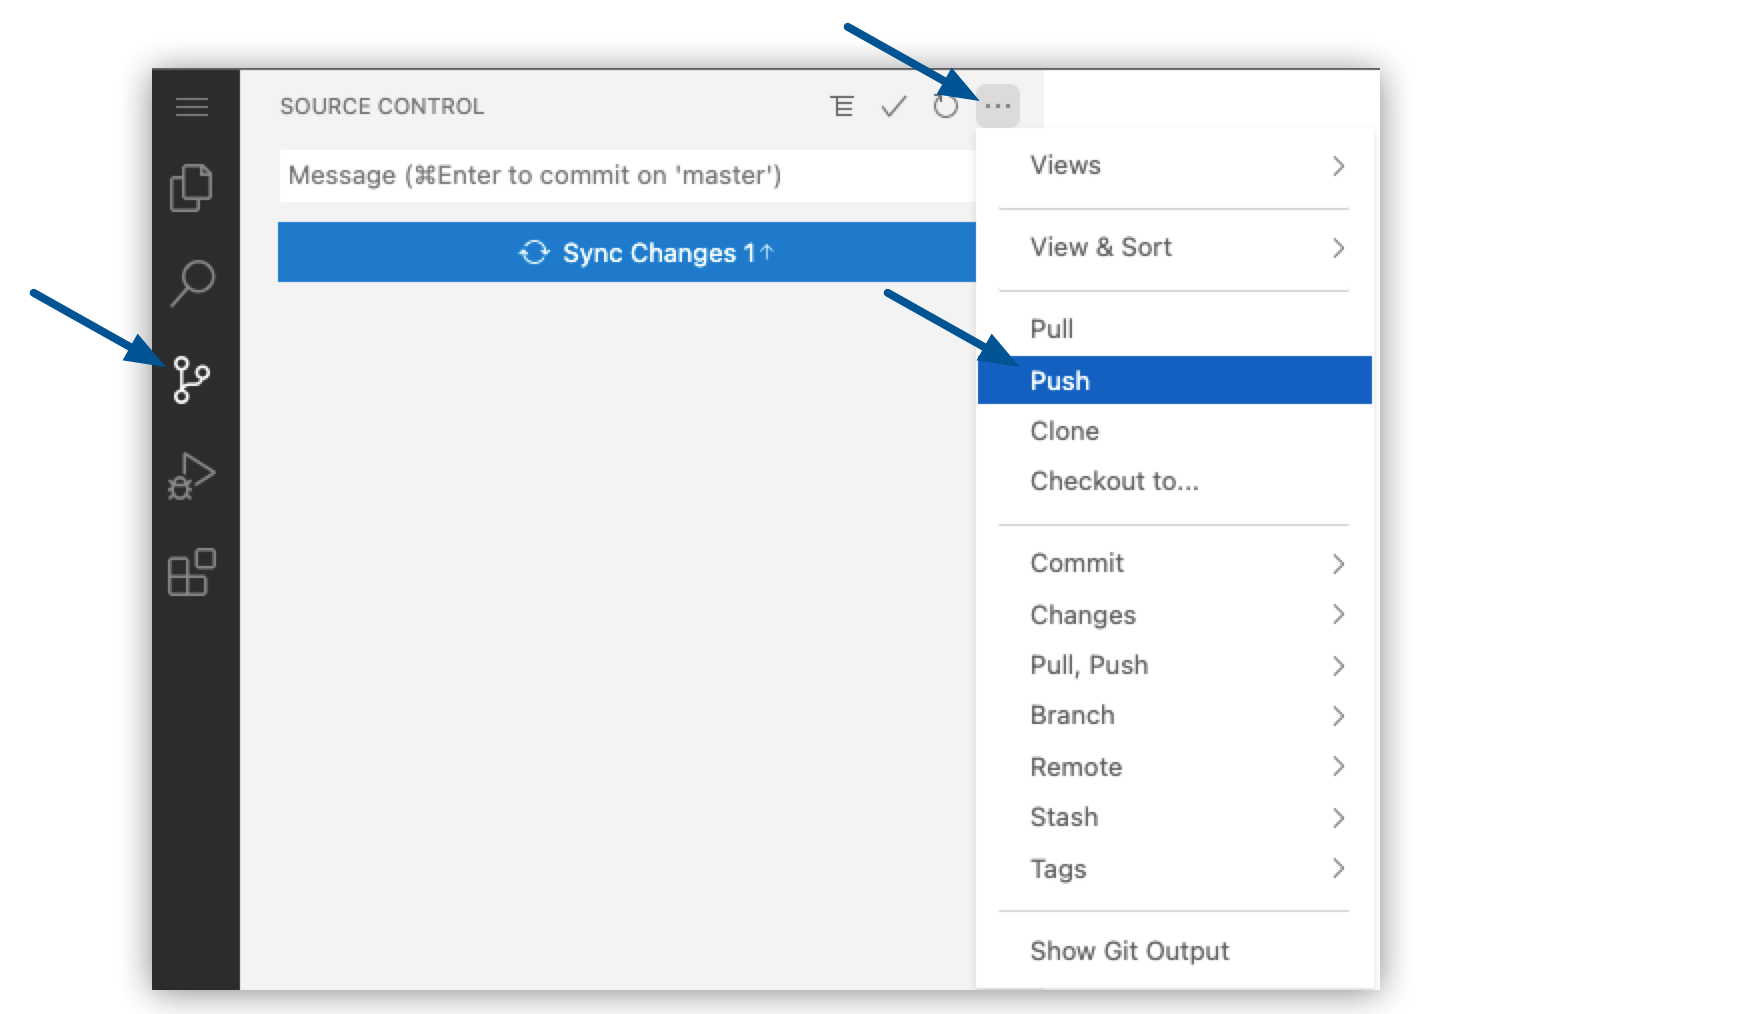 SOURCE CONTROL
Message (⌘Enter to commit on 'master')
Sync Changes 1↑
Views
View & Sort
Pull
Push
Clone
Checkout to...
Commit
Changes
Pull, Push
Branch
Remote
Stash
Tags
Show Git Output